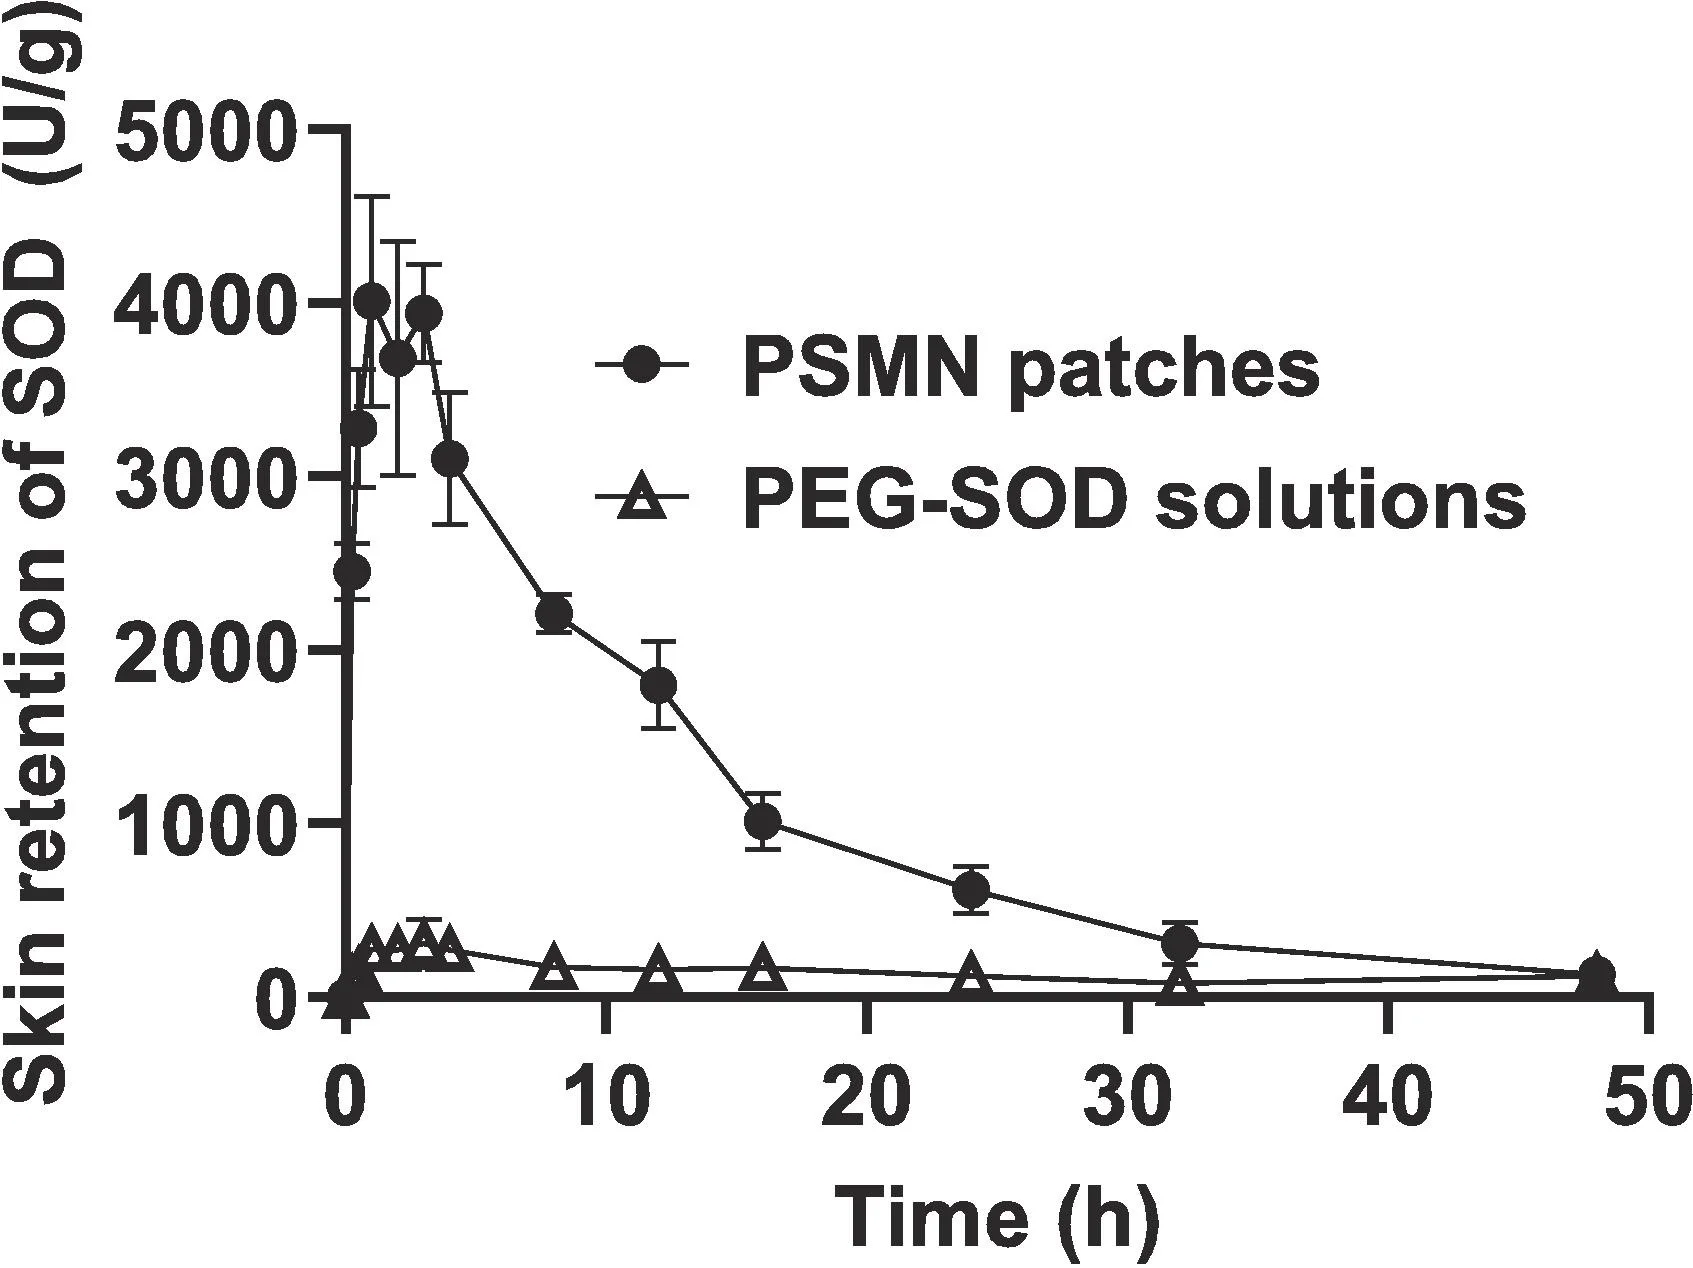 Skin retention of SOD (U/g)
5000
4000
3000
2000
1000
0
PSMN patches
PEG-SOD solutions
0 10 20 30 40 50
Time (h)